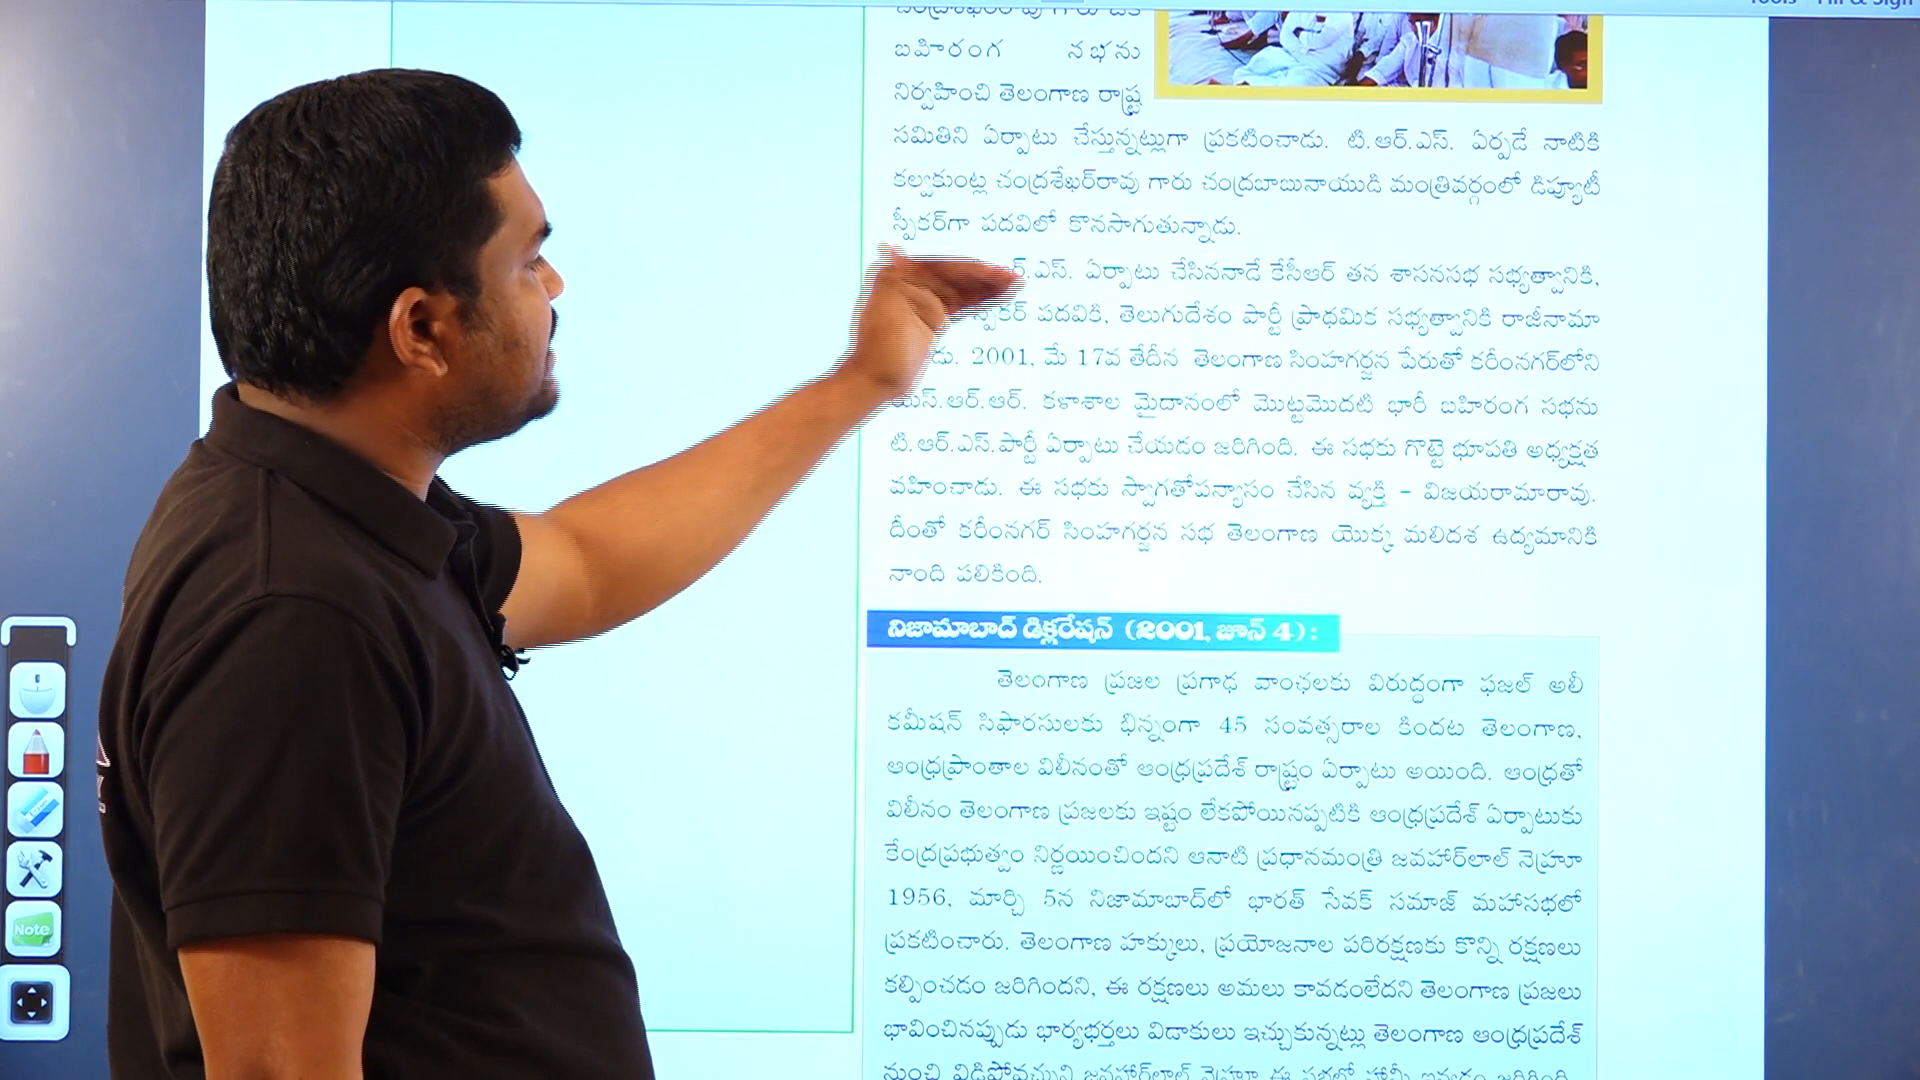 Tools Fill & Sign
బహిరంగ సభను
నిర్వహించి తెలంగాణ రాష్ట్ర
సమితిని ఏర్పాటు చేస్తున్నట్లుగా ప్రకటించాడు. టి.ఆర్.ఎస్. ఏర్పడే నాటికి
కల్వకుంట్ల చంద్రశేఖర్‌రావు గారు చంద్రబాబునాయుడి మంత్రివర్గంలో డిప్యూటీ
స్పీకర్‌గా పదవిలో కొనసాగుతున్నాడు.
ఏర్పాటు చేసిననాడే కేసీఆర్ తన శాసనసభ సభ్యత్వానికి,
స్పీకర్ పదవికి, తెలుగుదేశం పార్టీ ప్రాథమిక సభ్యత్వానికి రాజీనామా
2001, మే 17వ తేదీన తెలంగాణ సింహగర్జన పేరుతో కరీంనగర్‌లోని
యస్.ఆర్.ఆర్. కళాశాల మైదానంలో మొట్టమొదటి భారీ బహిరంగ సభను
టి.ఆర్.ఎస్.పార్టీ ఏర్పాటు చేయడం జరిగింది. ఈ సభకు గొట్టె భూపతి అధ్యక్షత
వహించాడు. ఈ సభకు స్వాగతోపన్యాసం చేసిన వ్యక్తి - విజయరామారావు.
దీంతో కరీంనగర్ సింహగర్జన సభ తెలంగాణ యొక్క మలిదశ ఉద్యమానికి
నాంది పలికింది.
నిజామాబాద్ డిక్లరేషన్ (2001, జూన్ 4) :
తెలంగాణ ప్రజల ప్రగాఢ వాంఛలకు విరుద్ధంగా ఫజల్ అలీ
కమీషన్ సిఫారసులకు భిన్నంగా 45 సంవత్సరాల కిందట తెలంగాణ,
ఆంధ్రప్రాంతాల విలీనంతో ఆంధ్రప్రదేశ్ రాష్ట్రం ఏర్పాటు అయింది. ఆంధ్రతో
విలీనం తెలంగాణ ప్రజలకు ఇష్టం లేకపోయినప్పటికి ఆంధ్రప్రదేశ్ ఏర్పాటుకు
కేంద్రప్రభుత్వం నిర్ణయించిందని ఆనాటి ప్రధానమంత్రి జవహార్‌లాల్ నెహ్రూ
1956, మార్చి 5న నిజామాబాద్‌లో భారత్ సేవక్ సమాజ్ మహాసభలో
ప్రకటించారు. తెలంగాణ హక్కులు, ప్రయోజనాల పరిరక్షణకు కొన్ని రక్షణలు
కల్పించడం జరిగిందని, ఈ రక్షణలు అమలు కావడంలేదని తెలంగాణ ప్రజలు
భావించినప్పుడు భార్యభర్తలు విడాకులు ఇచ్చుకున్నట్లు తెలంగాణ ఆంధ్రప్రదేశ్
Note